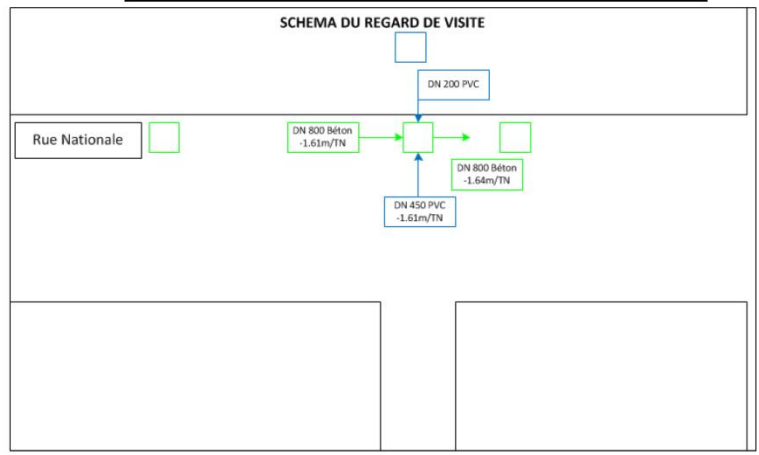 SCHEMA DU REGARD DE VISITE
DN 200 PVC
Rue Nationale
DN 800 Béton
-1.61m/TN
DN 800 Béton
-1.64m/TN
DN 450 PVC
-1.61m/TN